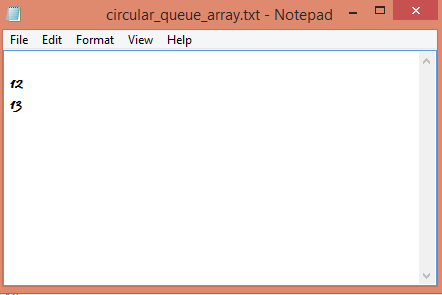 circular_queue_array.txt - Notepad
File Edit Format View Help
12
13